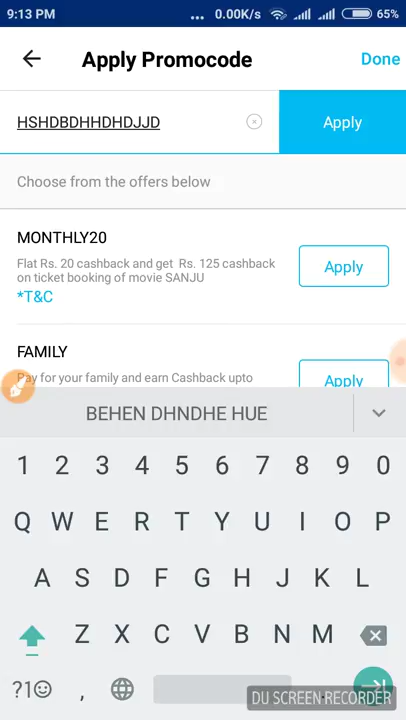 9:13 PM ... 0.00K/s 65%
Apply Promocode Done
HSHDBDHHDHDJJD Apply
Choose from the offers below
MONTHLY20
Flat Rs. 20 cashback and get Rs. 125 cashback
on ticket booking of movie SANJU
Apply
*T&C
FAMILY
Pay for your family and earn Cashback upto
Apply
BEHEN DHNDHE HUE
1 2 3 4 5 6 7 8 9 0
Q W E R T Y U I O P
A S D F G H J K L
Z X C V B N M
?1 , .
DU SCREEN RECORDER